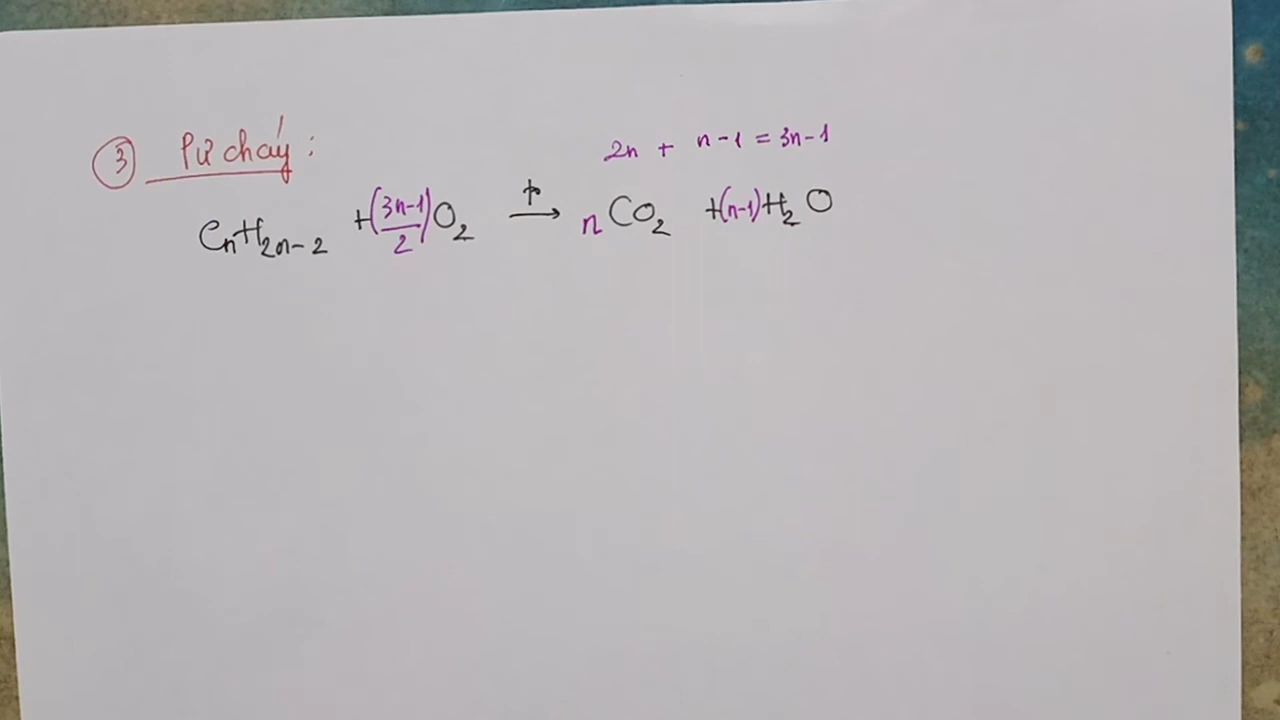 ③ Pư cháy :
2n + n-1 = 3n-1
CnH2n-2 + (3n-1)/2 O2 → t° nCO2 + (n-1) H2O